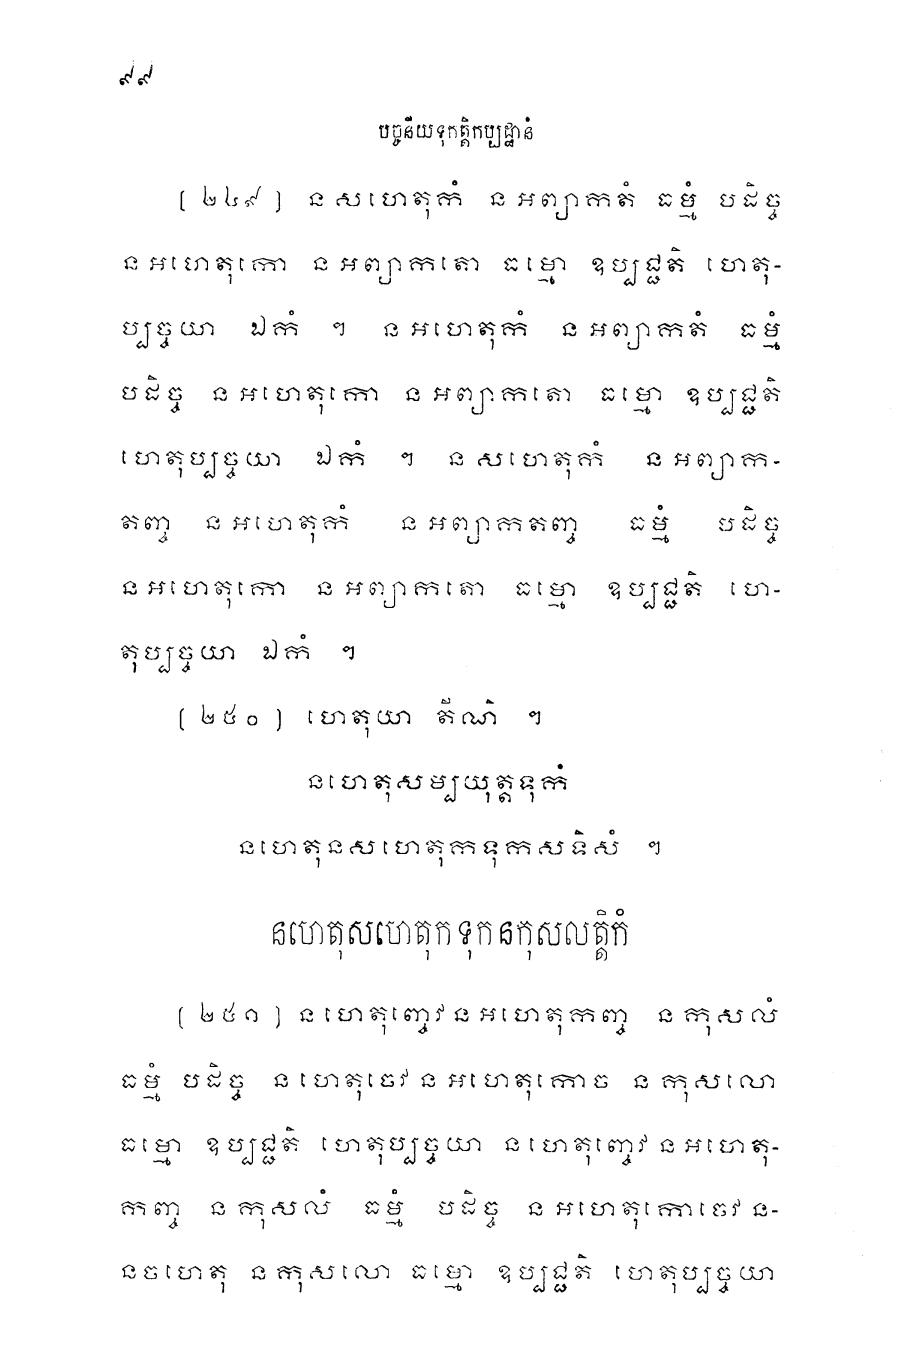 ៩៩
បច្ចនីយទុកត្តិកប្បដ្ឋានំ
[ ២៤៩ ] ន សហេតុកំ ន អព្យាកតំ ធម្មំ បដិច្ច
ន អហេតុកោ ន អព្យាកតោ ធម្មោ ឧប្បជ្ជតិ ហេតុ-
ប្បច្ចយា ឯកំ ។ ន អហេតុកំ ន អព្យាកតំ ធម្មំ
បដិច្ច ន អហេតុកោ ន អព្យាកតោ ធម្មោ ឧប្បជ្ជតិ
ហេតុប្បច្ចយា ឯកំ ។ ន សហេតុកំ ន អព្យាក-
តញ្ច ន អហេតុកំ ន អព្យាកតញ្ច ធម្មំ បដិច្ច
ន អហេតុកោ ន អព្យាកតោ ធម្មោ ឧប្បជ្ជតិ ហេ-
តុប្បច្ចយា ឯកំ ។
[ ២៥០ ] ហេតុយា តីណិ ។
នហេតុសម្បយុត្តទុកំ
នហេតុនសហេតុកទុកសទិសំ ។
នហេតុសហេតុកទុកនកុសលត្តិកំ
[ ២៥១ ] ន ហេតុញ្ចេវ ន អហេតុកញ្ច ន កុសលំ
ធម្មំ បដិច្ច ន ហេតុចេវ ន អហេតុកោច ន កុសលោ
ធម្មោ ឧប្បជ្ជតិ ហេតុប្បច្ចយា ន ហេតុញ្ចេវ ន អហេតុ-
កញ្ច ន កុសលំ ធម្មំ បដិច្ច ន អហេតុកោចេវ ន-
នចហេតុ ន កុសលោ ធម្មោ ឧប្បជ្ជតិ ហេតុប្បច្ចយា